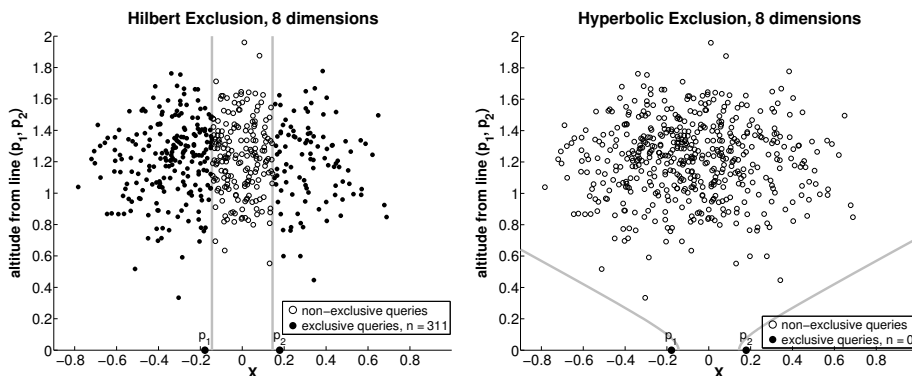 Hilbert Exclusion, 8 dimensions
altitude from line (p1, p2)
2
1.8
1.6
1.4
1.2
1
0.8
0.6
0.4
0.2
0
p1
p2
non−exclusive queries
exclusive queries, n = 311
−0.8 −0.6 −0.4 −0.2 0 0.2 0.4 0.6 0.8
X
Hyperbolic Exclusion, 8 dimensions
altitude from line (p1, p2)
2
1.8
1.6
1.4
1.2
1
0.8
0.6
0.4
0.2
0
p1
p2
non−exclusive queries
exclusive queries, n = 0
−0.8 −0.6 −0.4 −0.2 0 0.2 0.4 0.6 0.8
X